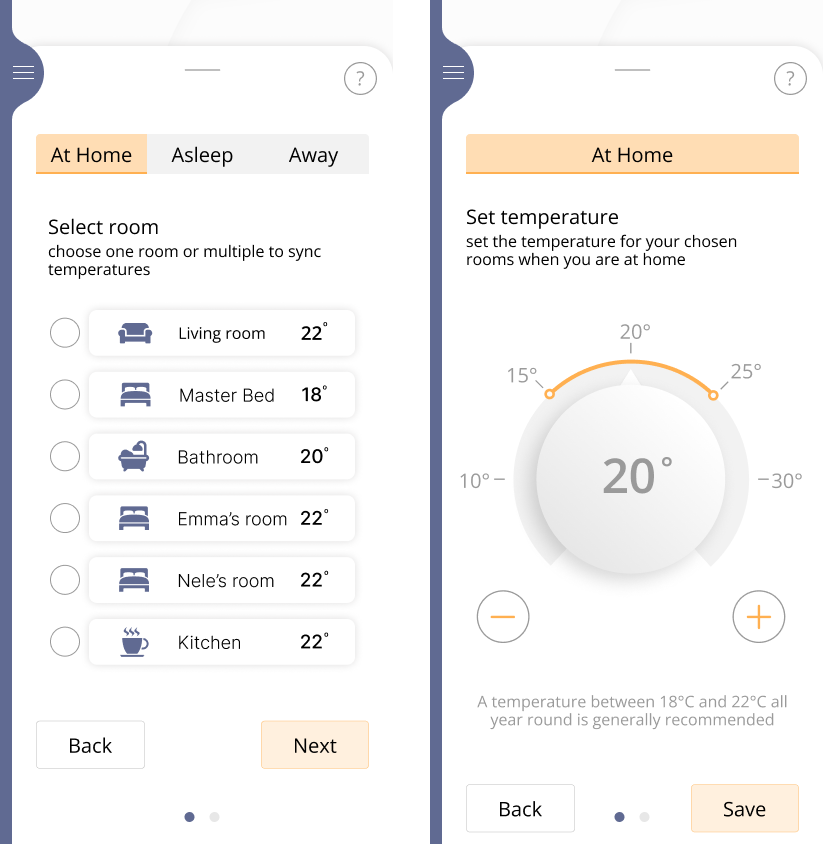 ?
At Home Asleep Away
Select room
choose one room or multiple to sync
temperatures
Living room 22°
Master Bed 18°
Bathroom 20°
Emma's room 22°
Nele's room 22°
Kitchen 22°
Back Next
?
At Home
Set temperature
set the temperature for your chosen
rooms when you are at home
20°
15° 25°
20°
10° 30°
A temperature between 18°C and 22°C all
year round is generally recommended
Back Save